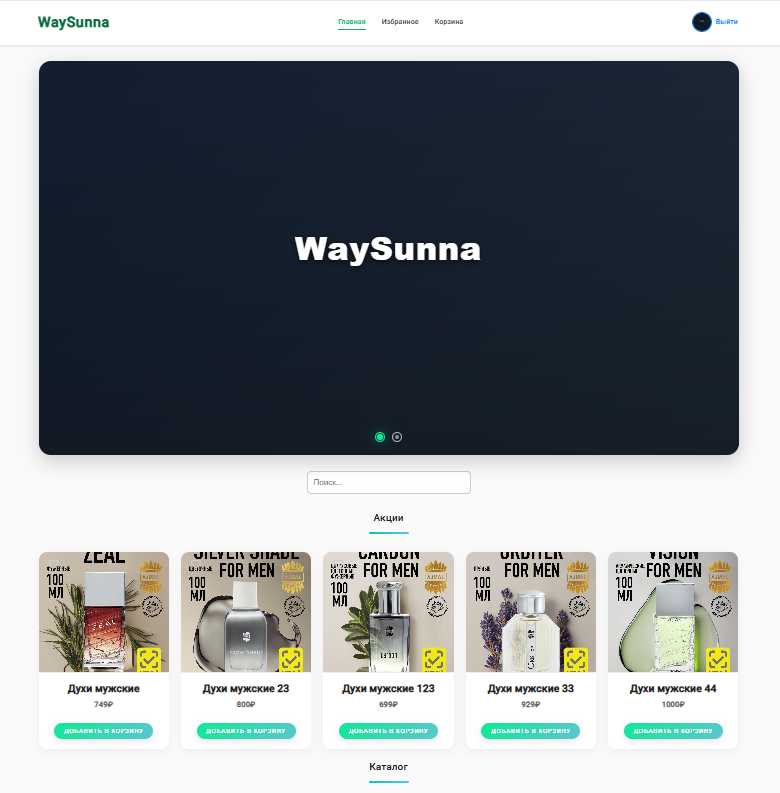 WaySunna
Главная Избранное Корзина
Выйти
WaySunna
Поиск...
Акции
ZEAL
100
МЛ
ZEAL
SILVER SHADE
FOR MEN
ЦВЕТОЧНЫЕ
100
МЛ
CARBON
FOR MEN
100
МЛ
ORBITER
FOR MEN
ПРЯНЫЕ
100
МЛ
VISION
FOR MEN
100
МЛ
Духи мужские
749₽
ДОБАВИТЬ В КОРЗИНУ
Духи мужские 23
800₽
ДОБАВИТЬ В КОРЗИНУ
Духи мужские 123
699₽
ДОБАВИТЬ В КОРЗИНУ
Духи мужские 33
929₽
ДОБАВИТЬ В КОРЗИНУ
Духи мужские 44
1000₽
ДОБАВИТЬ В КОРЗИНУ
Каталог